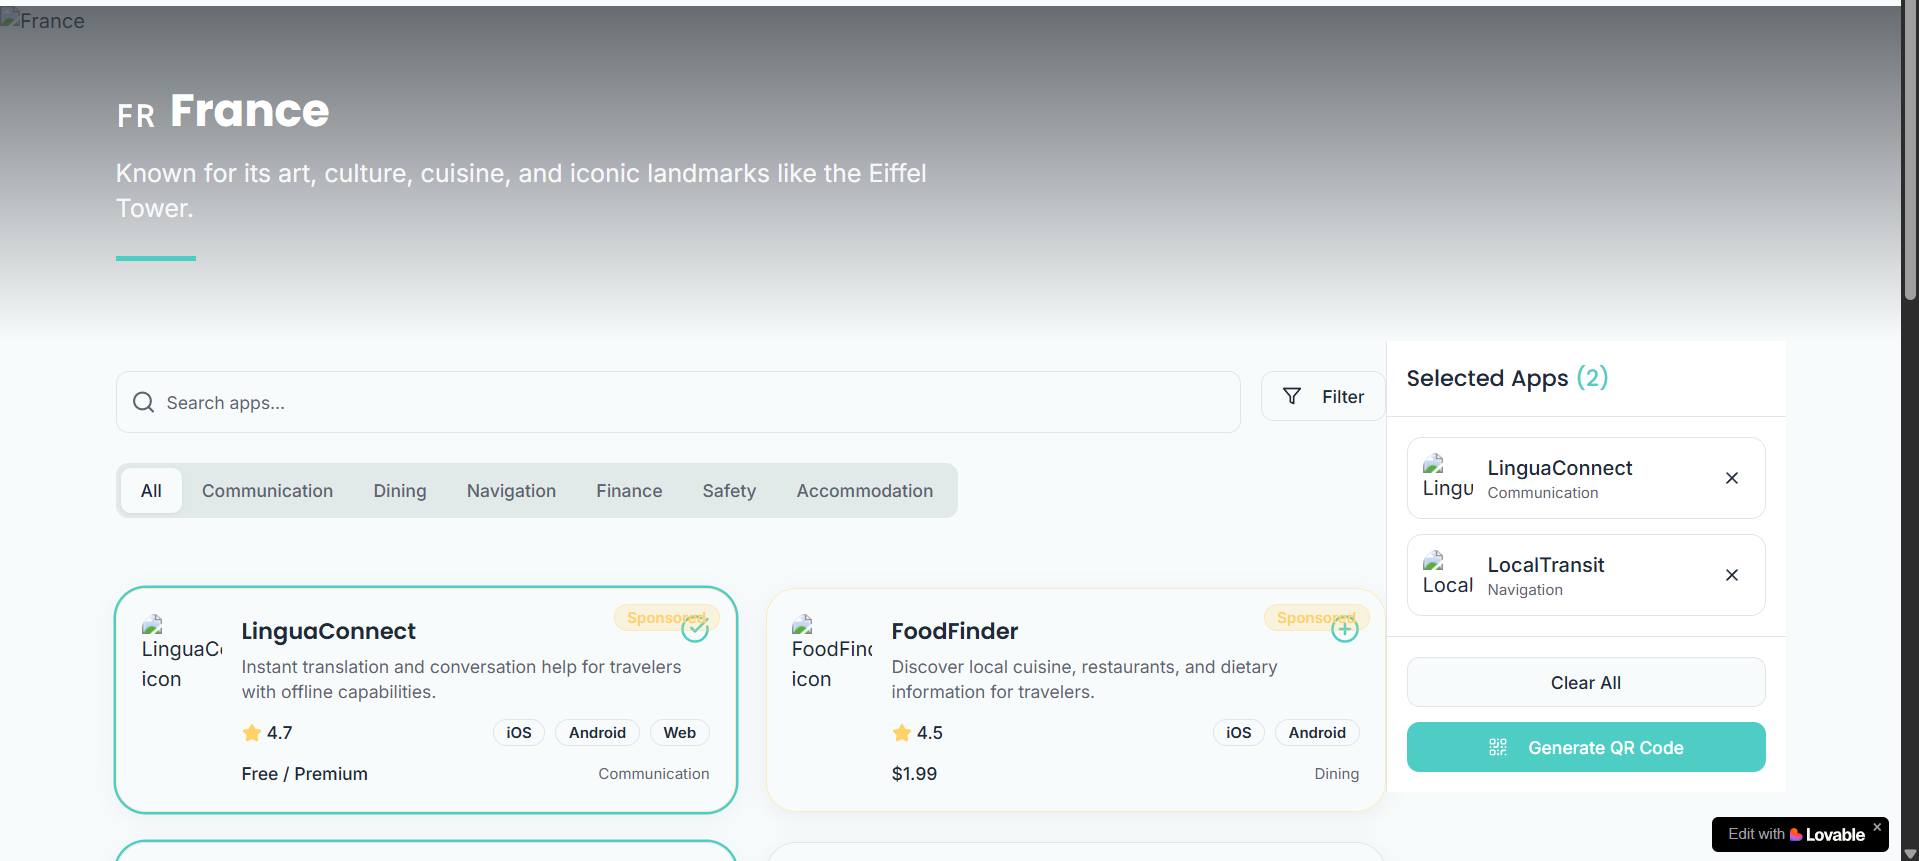 France
FR France
Known for its art, culture, cuisine, and iconic landmarks like the Eiffel
Tower.
Search apps...
Filter
All Communication Dining Navigation Finance Safety Accommodation
Sponsored
LinguaC
icon
LinguaConnect
Instant translation and conversation help for travelers
with offline capabilities.
4.7
iOS Android Web
Free / Premium
Communication
Sponsored
FoodFin
icon
FoodFinder
Discover local cuisine, restaurants, and dietary
information for travelers.
4.5
iOS Android
$1.99
Dining
Selected Apps (2)
Lingu
LinguaConnect
Communication
Local
LocalTransit
Navigation
Clear All
Generate QR Code
Edit with Lovable